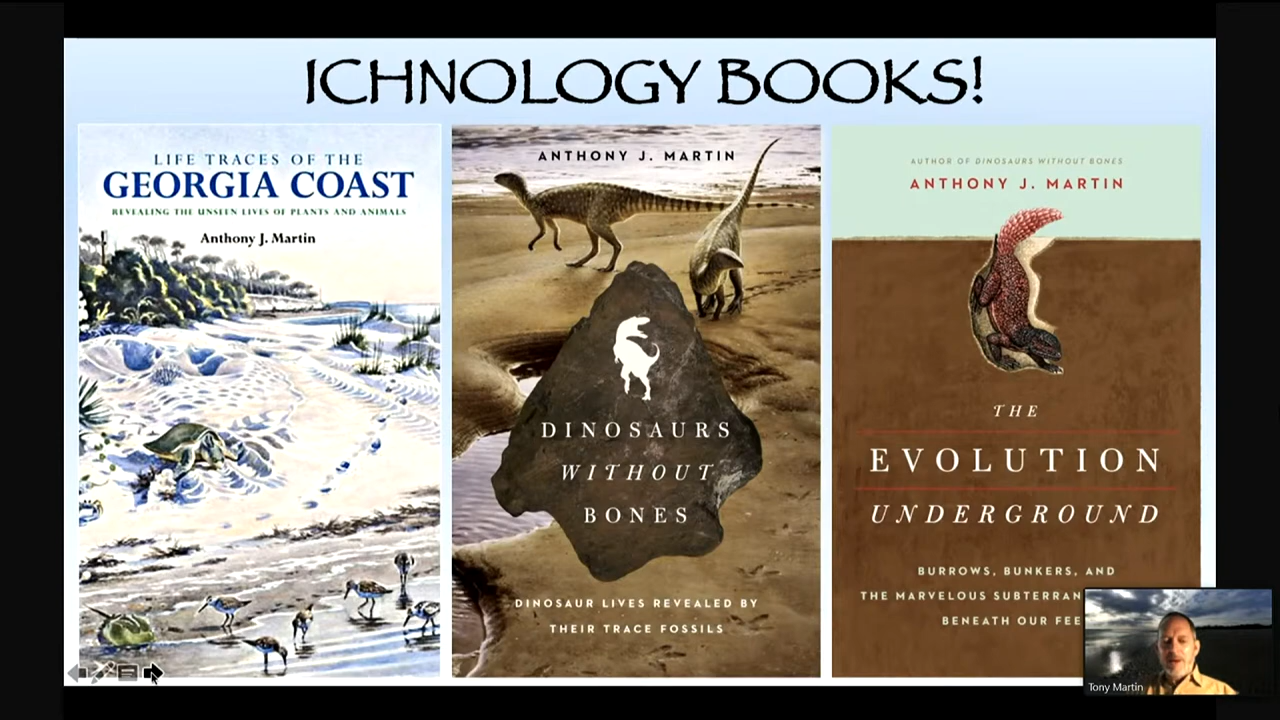 ICHNOLOGY BOOKS!
LIFE TRACES OF THE
GEORGIA COAST
REVEALING THE UNSEEN LIVES OF PLANTS AND ANIMALS
Anthony J. Martin
ANTHONY J. MARTIN
DINOSAURS
WITHOUT
BONES
DINOSAUR LIVES REVEALED BY
THEIR TRACE FOSSILS
AUTHOR OF DINOSAURS WITHOUT BONES
ANTHONY J. MARTIN
THE
EVOLUTION
UNDERGROUND
BURROWS, BUNKERS, AND
THE MARVELOUS
BENEATH OUR
Tony Martin